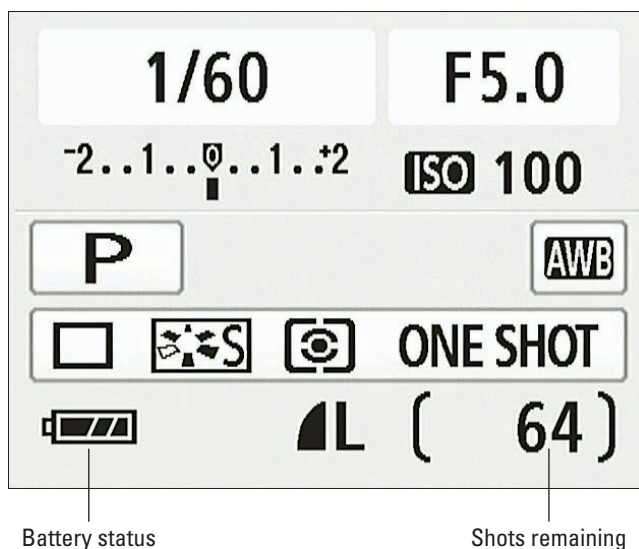 1/60 F5.0
-2..1..0..1..+2 ISO 100
P AWB
S ONE SHOT
L ( 64 )
Battery status Shots remaining